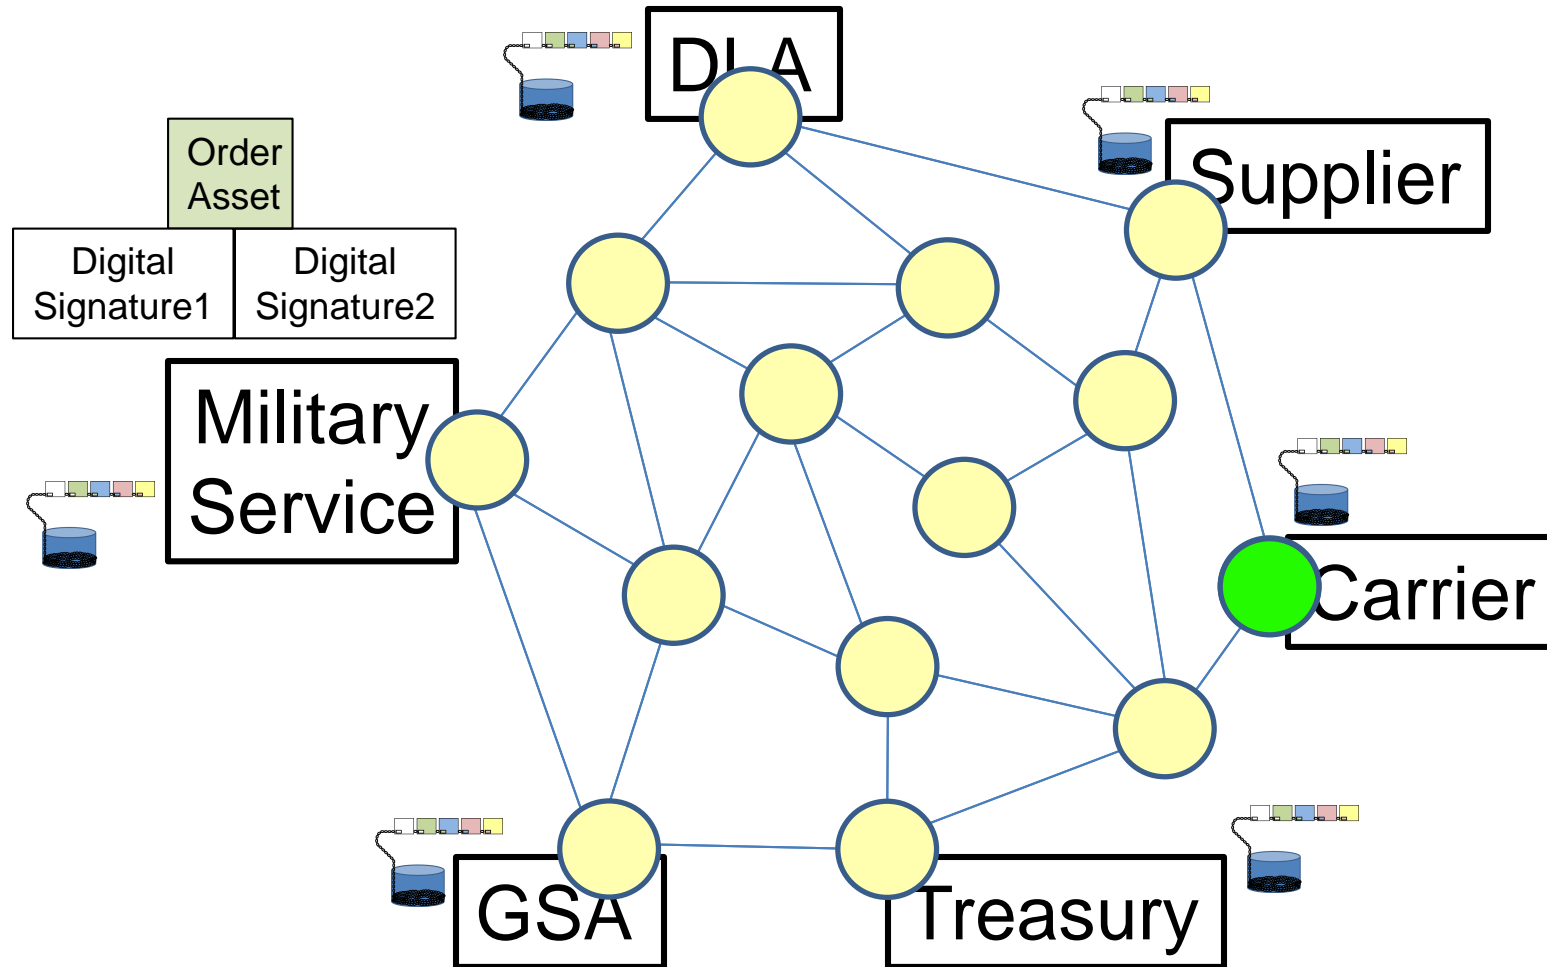 DLA
Supplier
Order
Asset
Digital
Signature1
Digital
Signature2
Military
Service
Carrier
GSA
Treasury